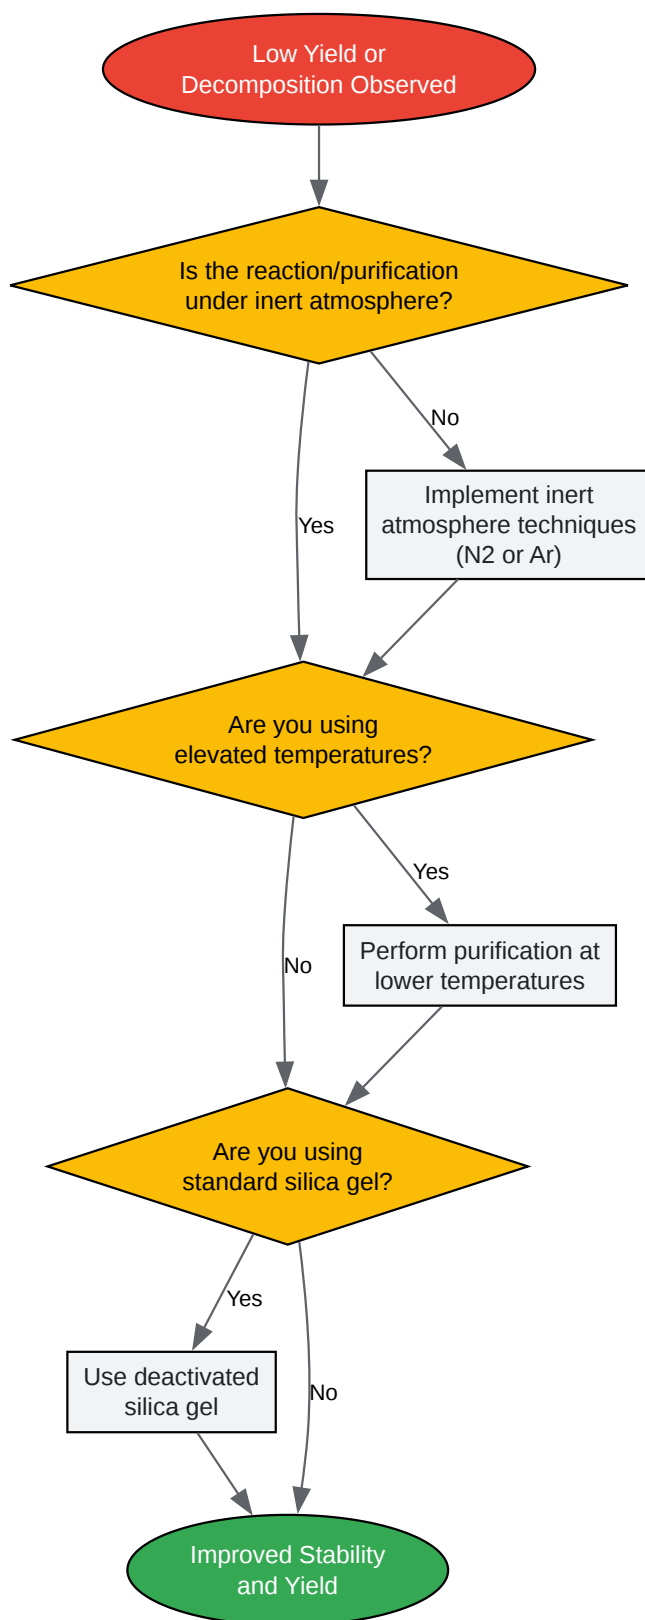 Low Yield or
Decomposition Observed
Is the reaction/purification
under inert atmosphere?
No
Implement inert
atmosphere techniques
(N2 or Ar)
Yes
Are you using
elevated temperatures?
Yes
Perform purification at
lower temperatures
No
Are you using
standard silica gel?
Yes
Use deactivated
silica gel
No
Improved Stability
and Yield